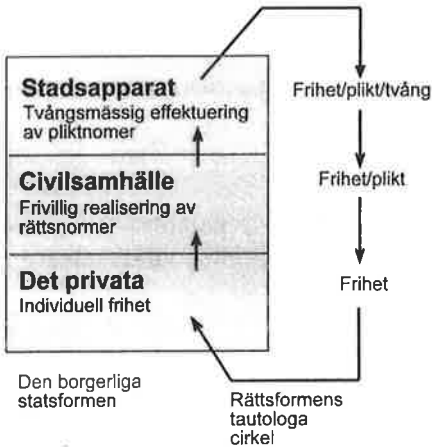 Stadsapparat
Tvångsmässig effektuering
av pliktnomer
Civilsamhälle
Frivillig realisering av
rättsnormer
Det privata
Individuell frihet
Frihet/plikt/tvång
Frihet/plikt
Frihet
Den borgerliga
statsformen
Rättsformens
tautologa
cirkel